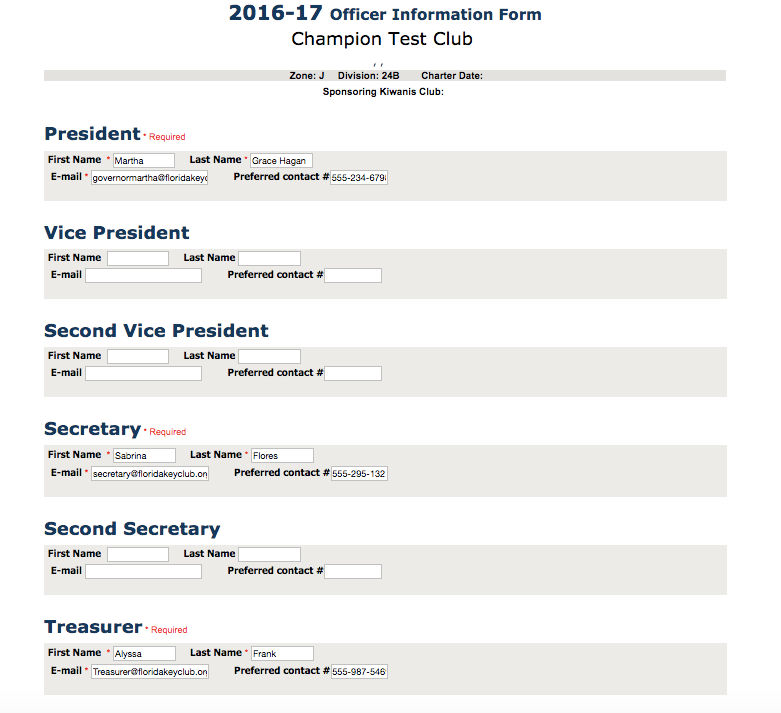 2016-17 Officer Information Form
Champion Test Club
, ,
Zone: J Division: 24B Charter Date:
Sponsoring Kiwanis Club:
President * Required
First Name * Martha Last Name * Grace Hagan
E-mail * governormartha@floridakeyc Preferred contact # 555-234-679
Vice President
First Name Last Name
E-mail Preferred contact #
Second Vice President
First Name Last Name
E-mail Preferred contact #
Secretary * Required
First Name * Sabrina Last Name * Flores
E-mail * secretary@floridakeyclub.or Preferred contact # 555-295-132
Second Secretary
First Name Last Name
E-mail Preferred contact #
Treasurer * Required
First Name * Alyssa Last Name * Frank
E-mail * Treasurer@floridakeyclub.or Preferred contact # 555-987-546